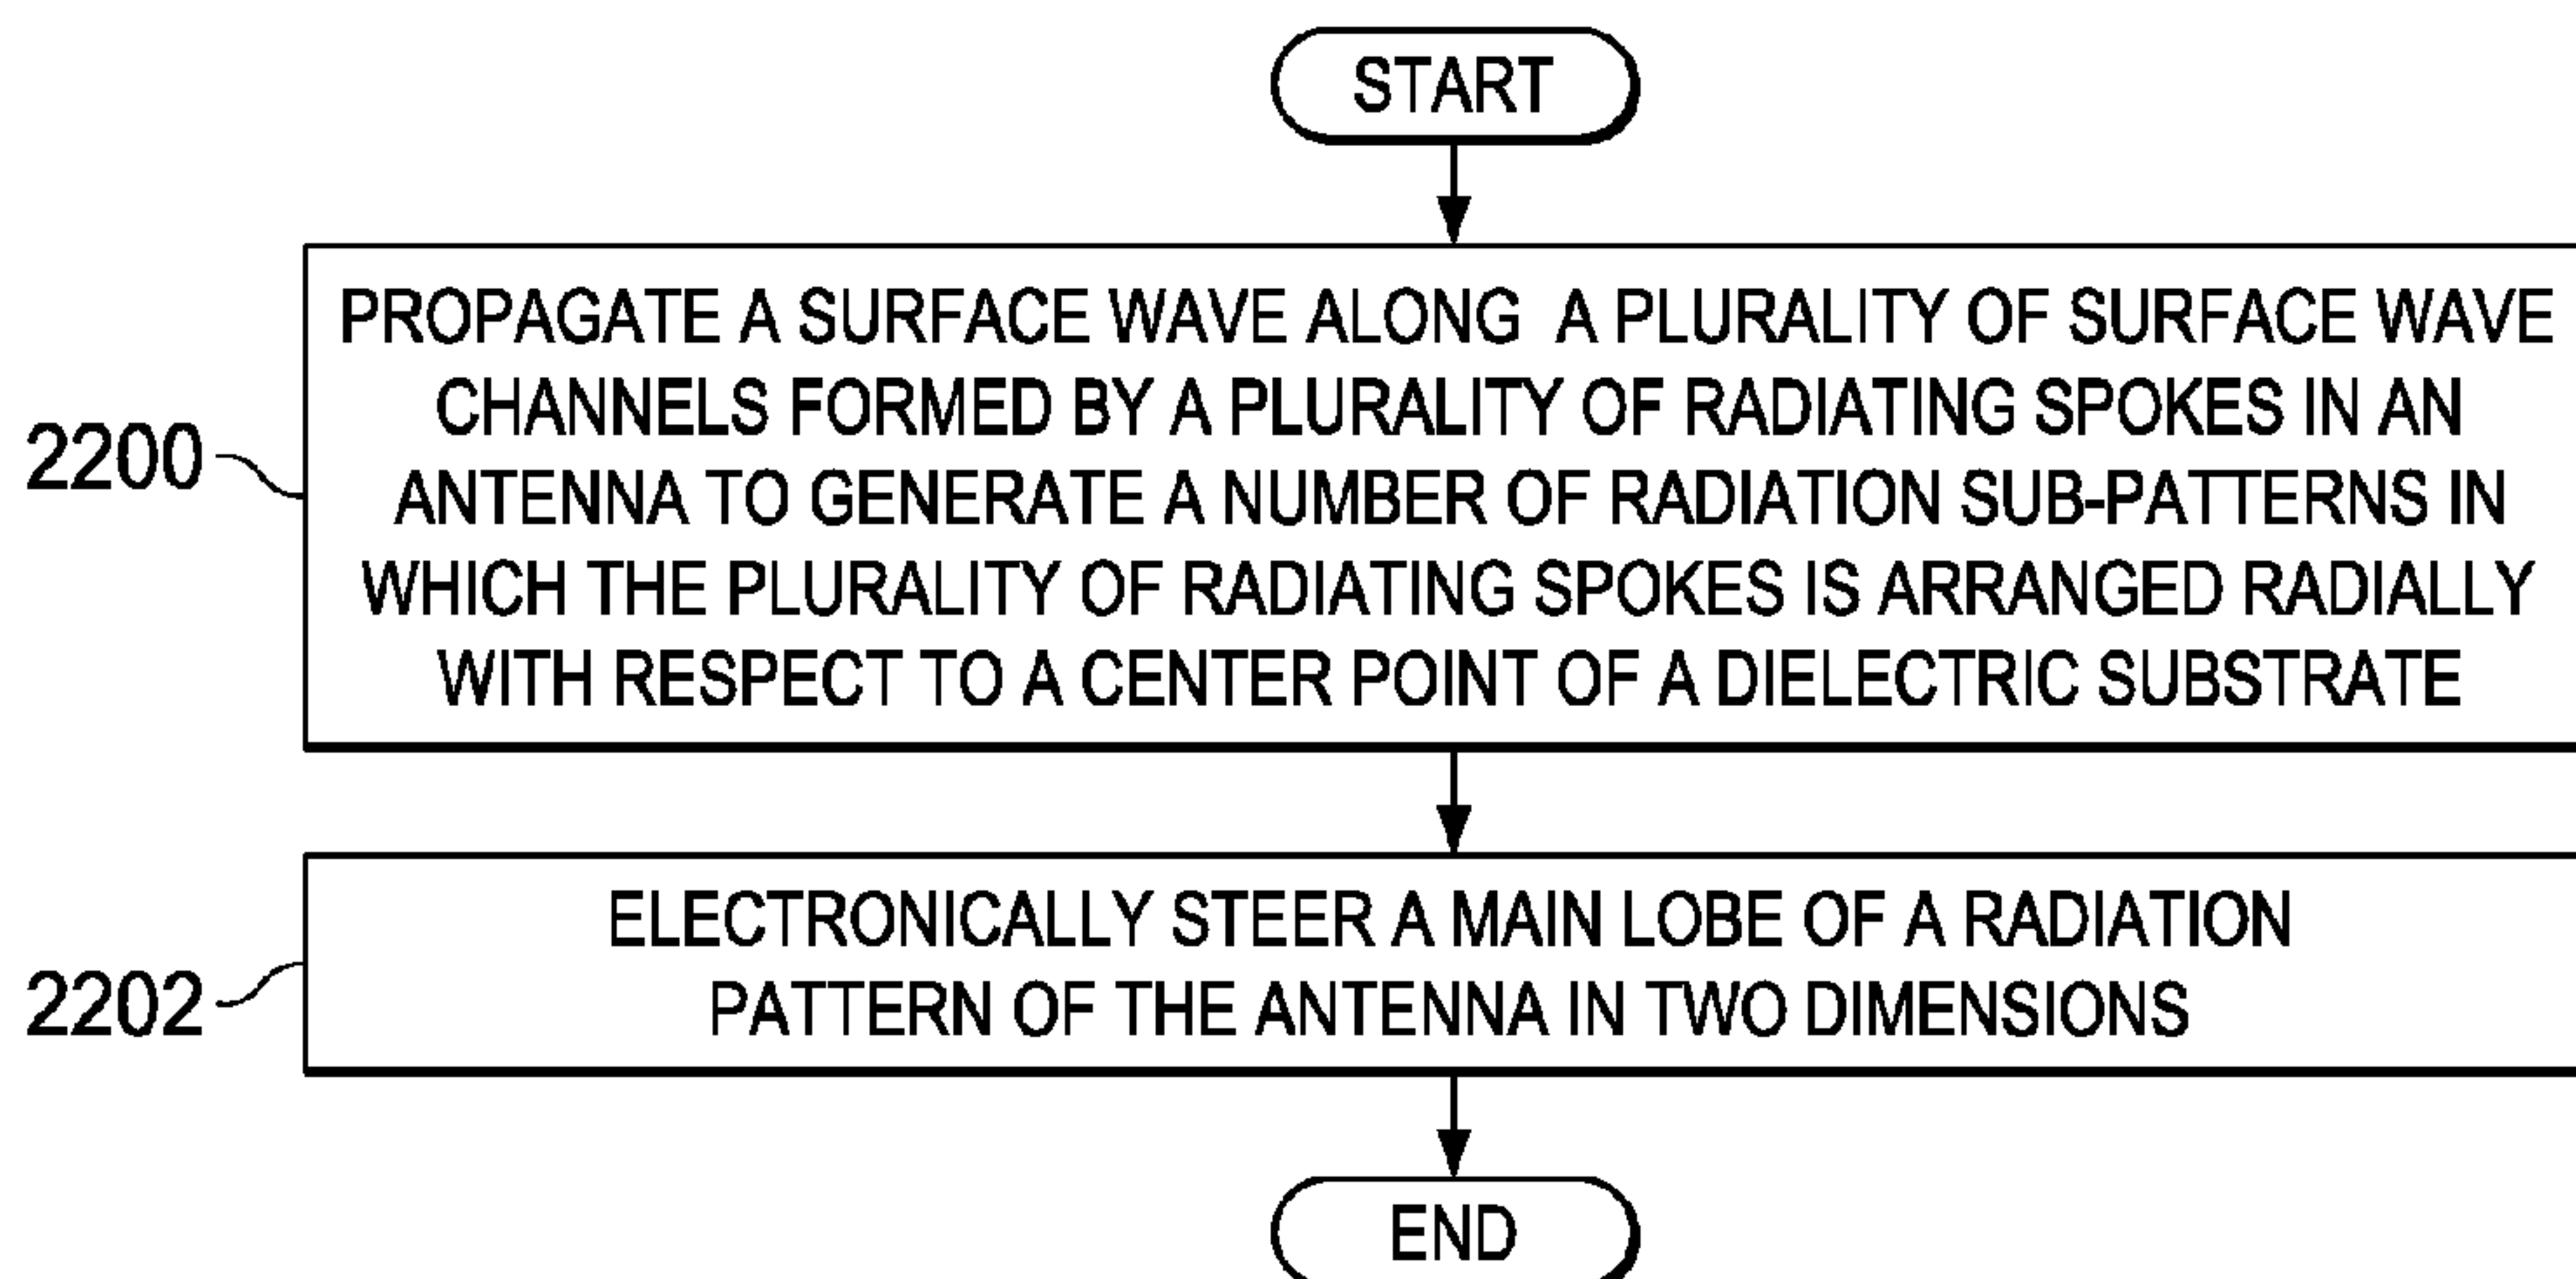 START
PROPAGATE A SURFACE WAVE ALONG A PLURALITY OF SURFACE WAVE
CHANNELS FORMED BY A PLURALITY OF RADIATING SPOKES IN AN
ANTENNA TO GENERATE A NUMBER OF RADIATION SUB-PATTERNS IN
WHICH THE PLURALITY OF RADIATING SPOKES IS ARRANGED RADIALLY
WITH RESPECT TO A CENTER POINT OF A DIELECTRIC SUBSTRATE
2200
ELECTRONICALLY STEER A MAIN LOBE OF A RADIATION
PATTERN OF THE ANTENNA IN TWO DIMENSIONS
2202
END